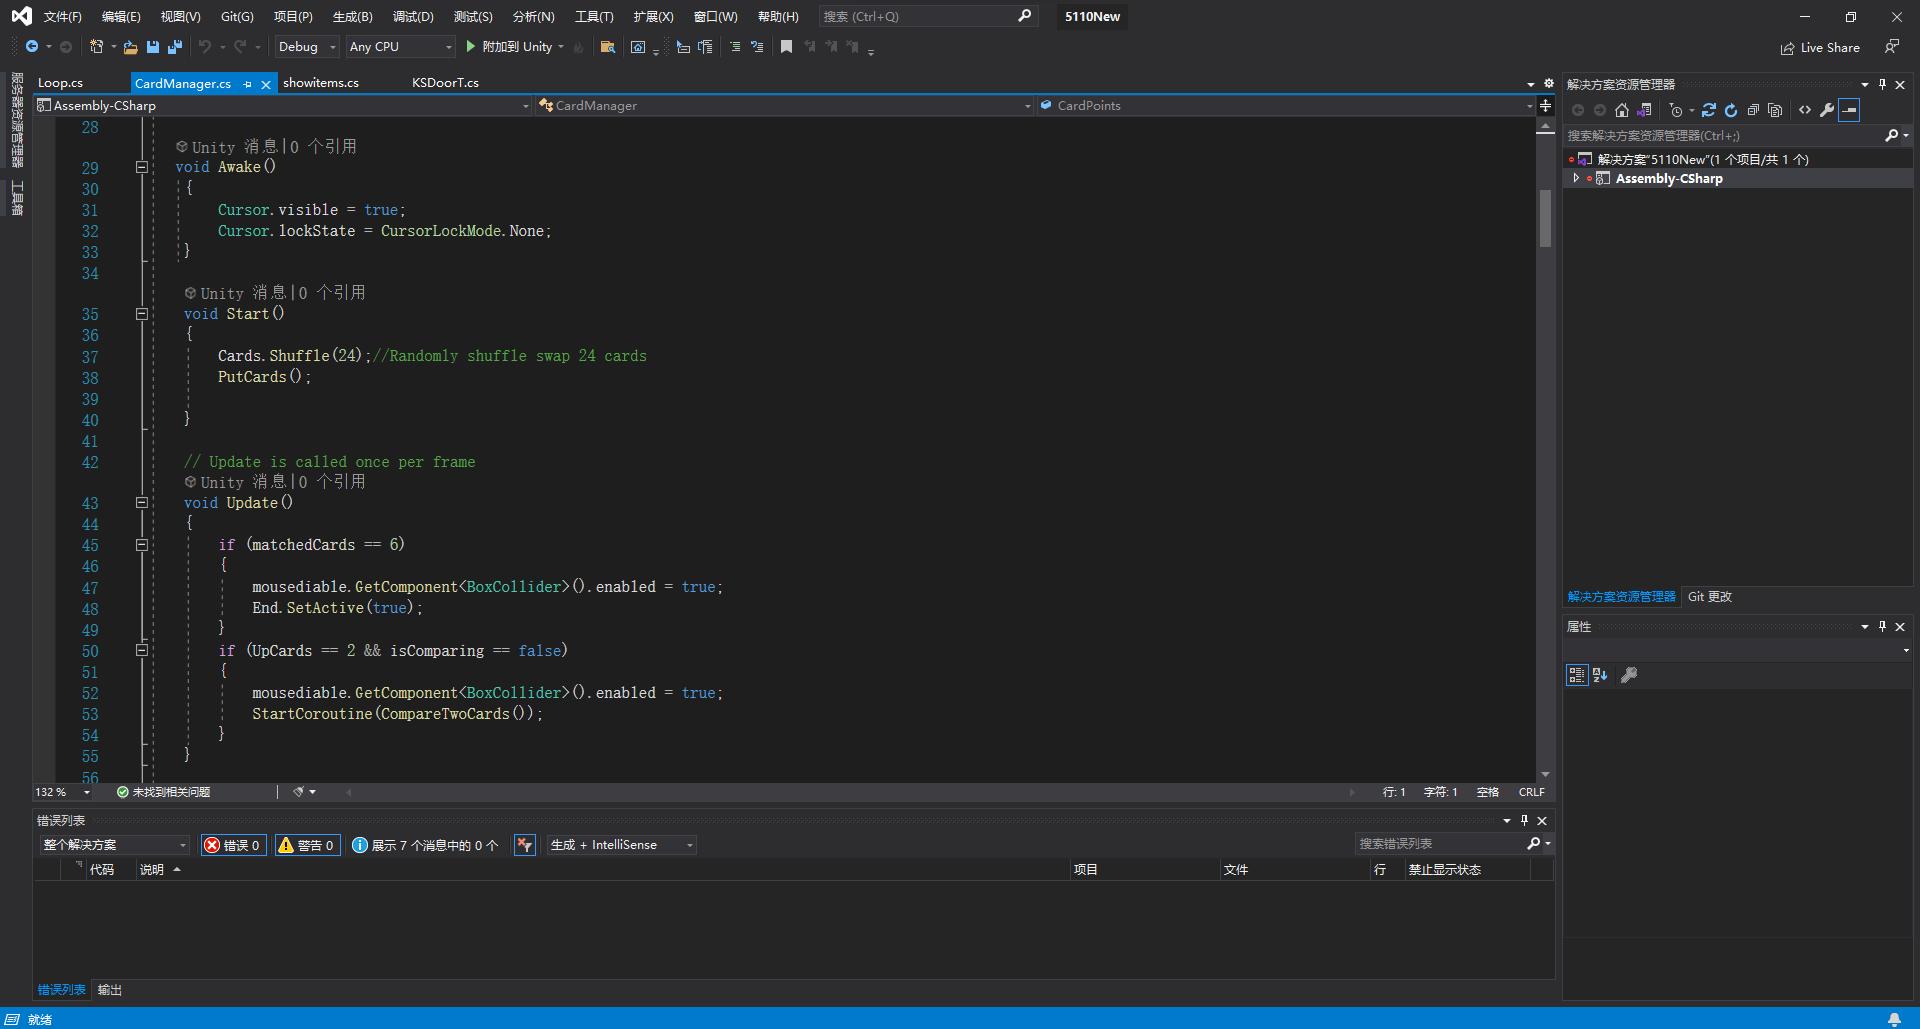 文件(F) 编辑(E) 视图(V) Git(G) 项目(P) 生成(B) 调试(D) 测试(S) 分析(N) 工具(T) 扩展(X) 窗口(W) 帮助(H) 搜索 (Ctrl+Q) 5110New
Debug Any CPU 附加到 Unity Live Share
服务器资源管理器
工具箱
Loop.cs CardManager.cs showitems.cs KSDoorT.cs
Assembly-CSharp CardManager CardPoints
28
Unity 消息|0 个引用
29 void Awake()
30 {
31 Cursor.visible = true;
32 Cursor.lockState = CursorLockMode.None;
33 }
34
Unity 消息|0 个引用
35 void Start()
36 {
37 Cards.Shuffle(24);//Randomly shuffle swap 24 cards
38 PutCards();
39
40 }
41
42 // Update is called once per frame
Unity 消息|0 个引用
43 void Update()
44 {
45 if (matchedCards == 6)
46 {
47 mousediable.GetComponent<BoxCollider>().enabled = true;
48 End.SetActive(true);
49 }
50 if (UpCards == 2 && isComparing == false)
51 {
52 mousediable.GetComponent<BoxCollider>().enabled = true;
53 StartCoroutine(CompareTwoCards());
54 }
55 }
56
132 % 未找到相关问题 行: 1 字符: 1 空格 CRLF
错误列表
整个解决方案 错误 0 警告 0 展示 7 个消息中的 0 个 生成 + IntelliSense 搜索错误列表
代码 说明 项目 文件 行 禁止显示状态
错误列表 输出
就绪
解决方案资源管理器
搜索解决方案资源管理器(Ctrl+;)
解决方案"5110New"(1 个项目/共 1 个)
Assembly-CSharp
解决方案资源管理器 Git 更改
属性